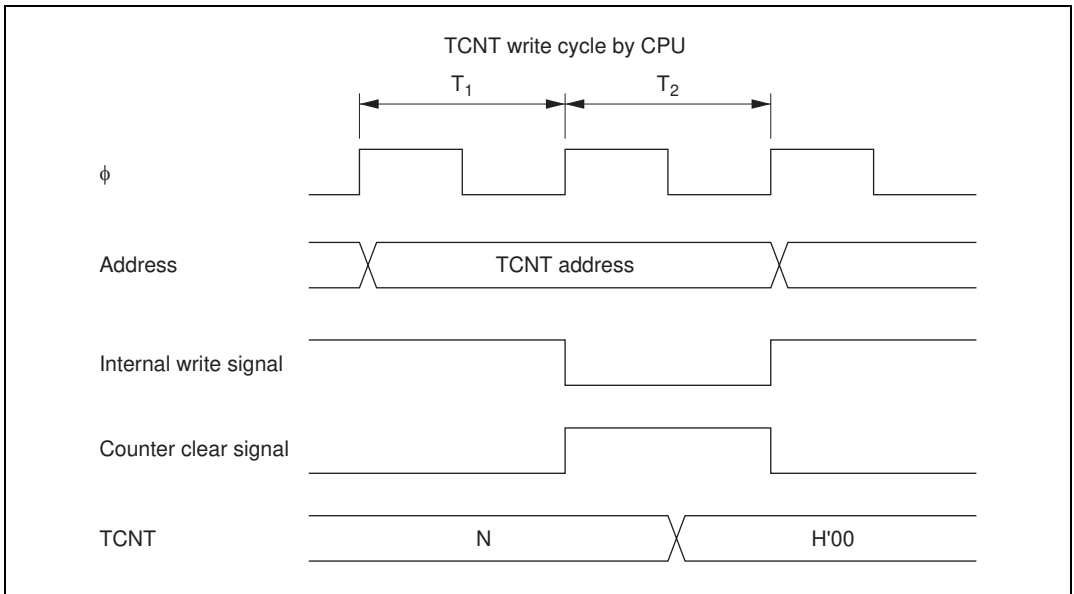 TCNT write cycle by CPU
T1 T2
ϕ
Address TCNT address
Internal write signal
Counter clear signal
TCNT N H'00